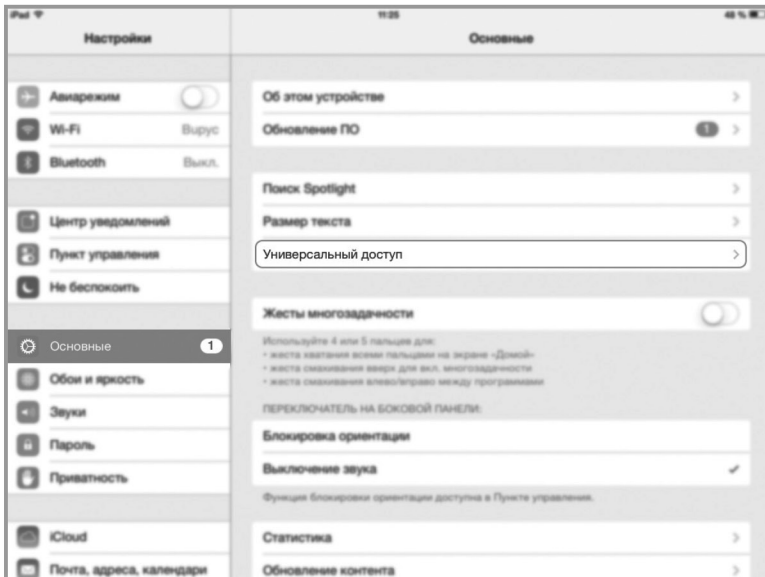 iPad
11:25
48 %
Настройки
Основные
Авиарежим
Wi-Fi
Вирус
Bluetooth
Выкл.
Центр уведомлений
Пункт управления
Не беспокоить
Основные
1
Обои и яркость
Звуки
Пароль
Приватность
iCloud
Почта, адреса, календари
Об этом устройстве
Обновление ПО
1
Поиск Spotlight
Размер текста
Универсальный доступ
Жесты многозадачности
Используйте 4 или 5 пальцев для:
• жеста хватания всеми пальцами на экране «Домой»
• жеста смахивания вверх для вкл. многозадачности
• жеста смахивания влево/вправо между программами
ПЕРЕКЛЮЧАТЕЛЬ НА БОКОВОЙ ПАНЕЛИ:
Блокировка ориентации
Выключение звука
Функция блокировки ориентации доступна в Пункте управления.
Статистика
Обновление контента